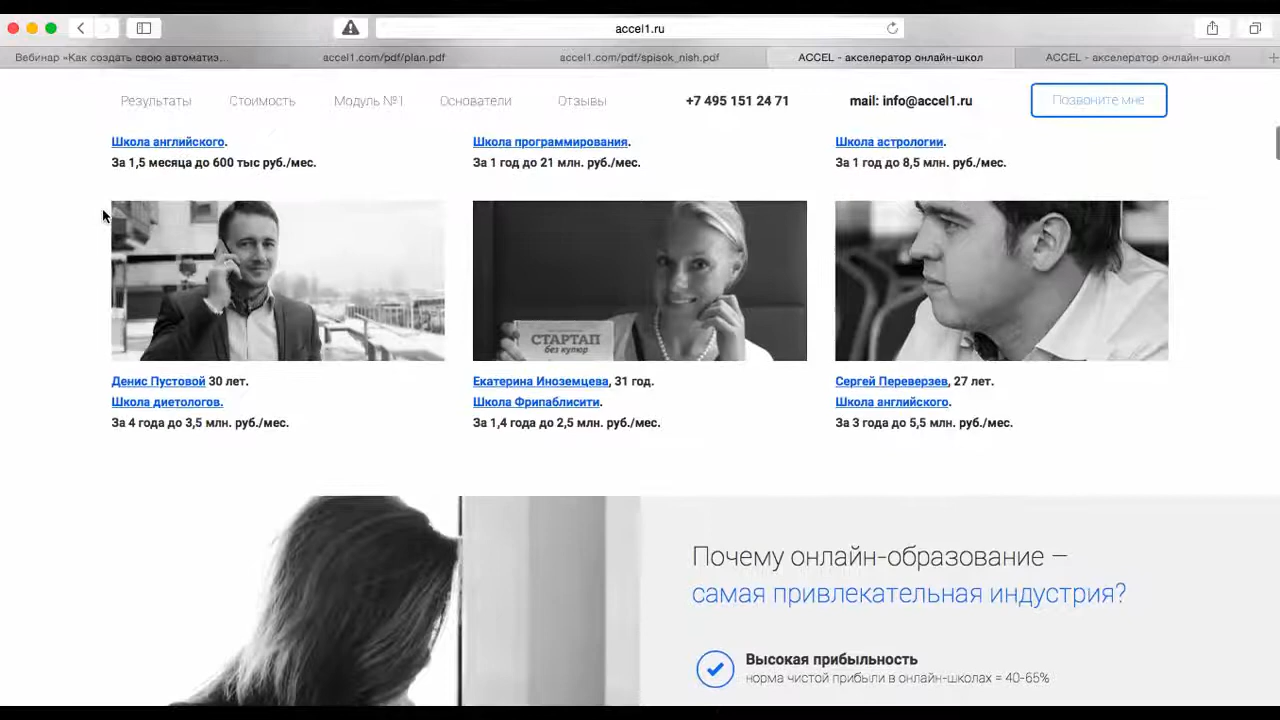 accel1.ru
Вебинар «Как создать свою автоматиз...
accel1.com/pdf/plan.pdf
accel1.com/pdf/spisok_nish.pdf
ACCEL - акселератор онлайн-школ
ACCEL - акселератор онлайн-школ
Результаты
Стоимость
Модуль №1
Основатели
Отзывы
+7 495 151 24 71
mail: info@accel1.ru
Позвоните мне
Школа английского.
За 1,5 месяца до 600 тыс руб./мес.
Школа программирования.
За 1 год до 21 млн. руб./мес.
Школа астрологии.
За 1 год до 8,5 млн. руб./мес.
СТАРТАП
без купюр
Денис Пустовой 30 лет.
Школа диетологов.
За 4 года до 3,5 млн. руб./мес.
Екатерина Иноземцева, 31 год.
Школа Фрипаблисити.
За 1,4 года до 2,5 млн. руб./мес.
Сергей Переверзев, 27 лет.
Школа английского.
За 3 года до 5,5 млн. руб./мес.
Почему онлайн-образование –
самая привлекательная индустрия?
Высокая прибыльность
норма чистой прибыли в онлайн-школах = 40-65%